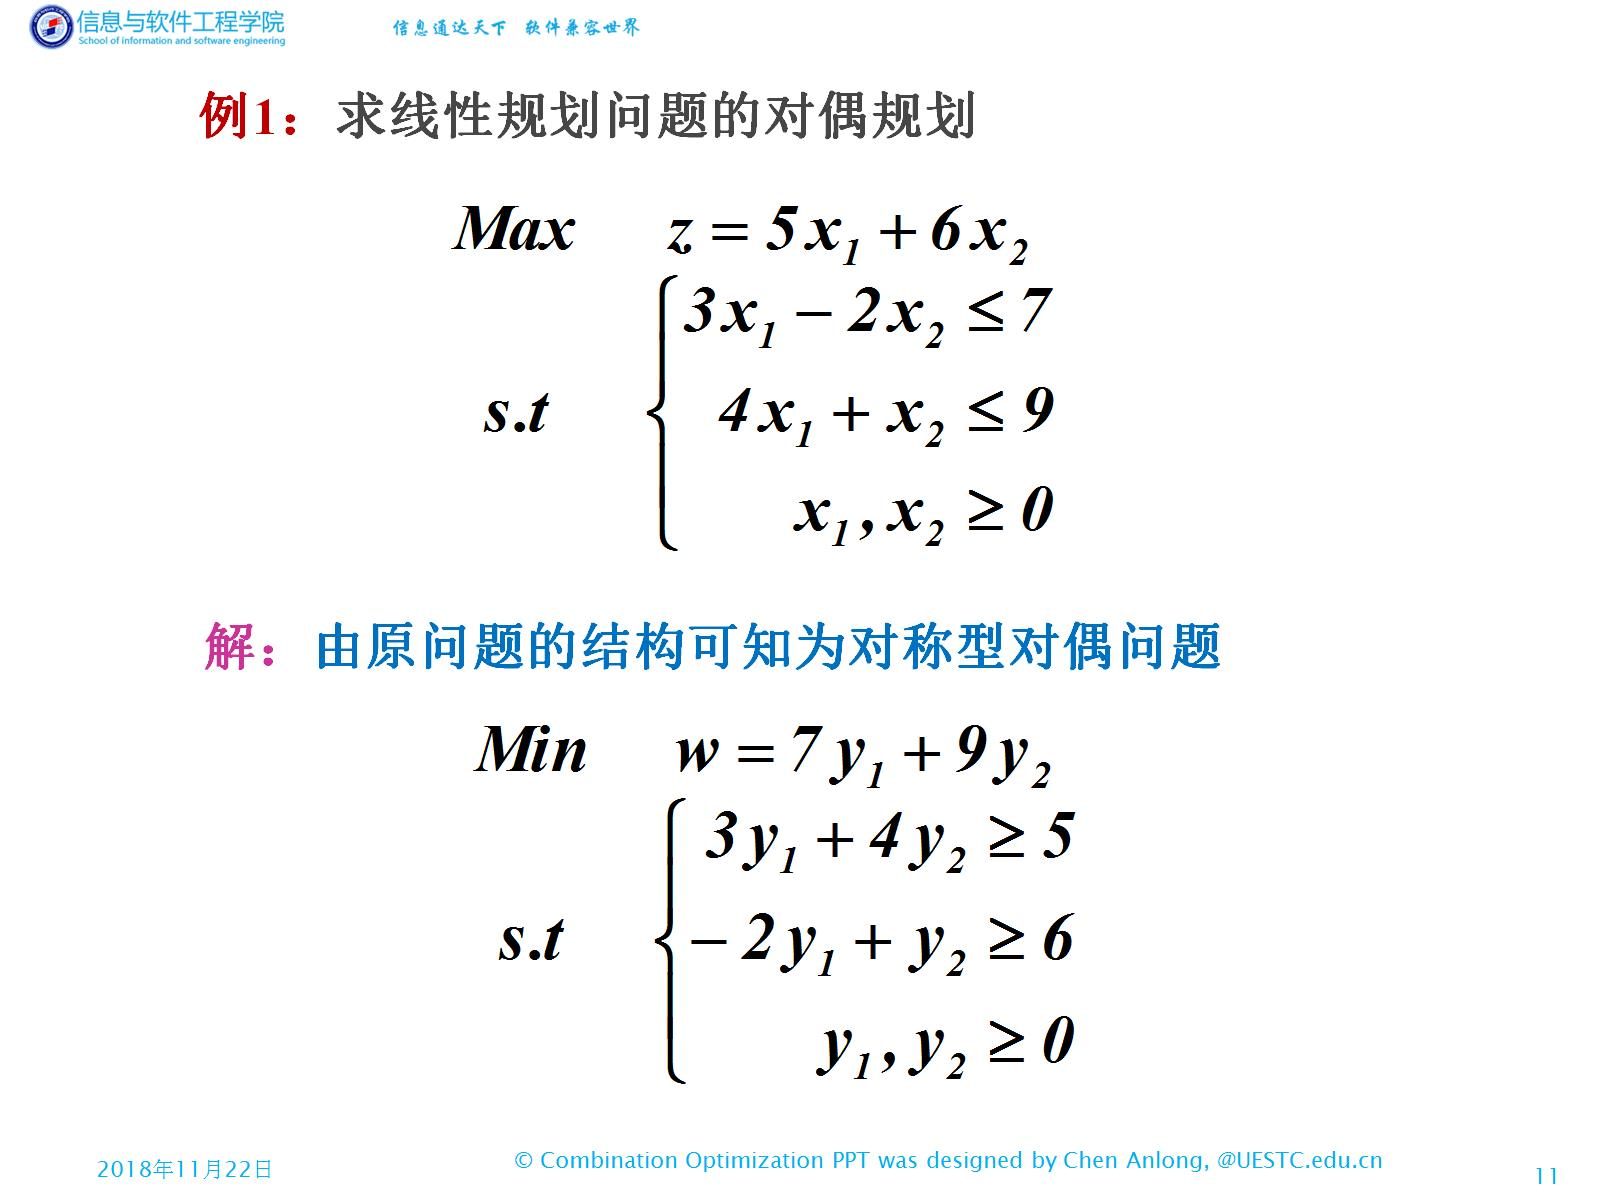 信息与软件工程学院
School of information and software engineering
信息通达天下 软件兼容世界
例1：求线性规划问题的对偶规划
Max z = 5x₁ + 6x₂
3x₁ − 2x₂ ≤ 7
s.t 4x₁ + x₂ ≤ 9
x₁ , x₂ ≥ 0
解：由原问题的结构可知为对称型对偶问题
Min w = 7y₁ + 9y₂
3y₁ + 4y₂ ≥ 5
s.t − 2y₁ + y₂ ≥ 6
y₁ , y₂ ≥ 0
2018年11月22日
© Combination Optimization PPT was designed by Chen Anlong, @UESTC.edu.cn
11